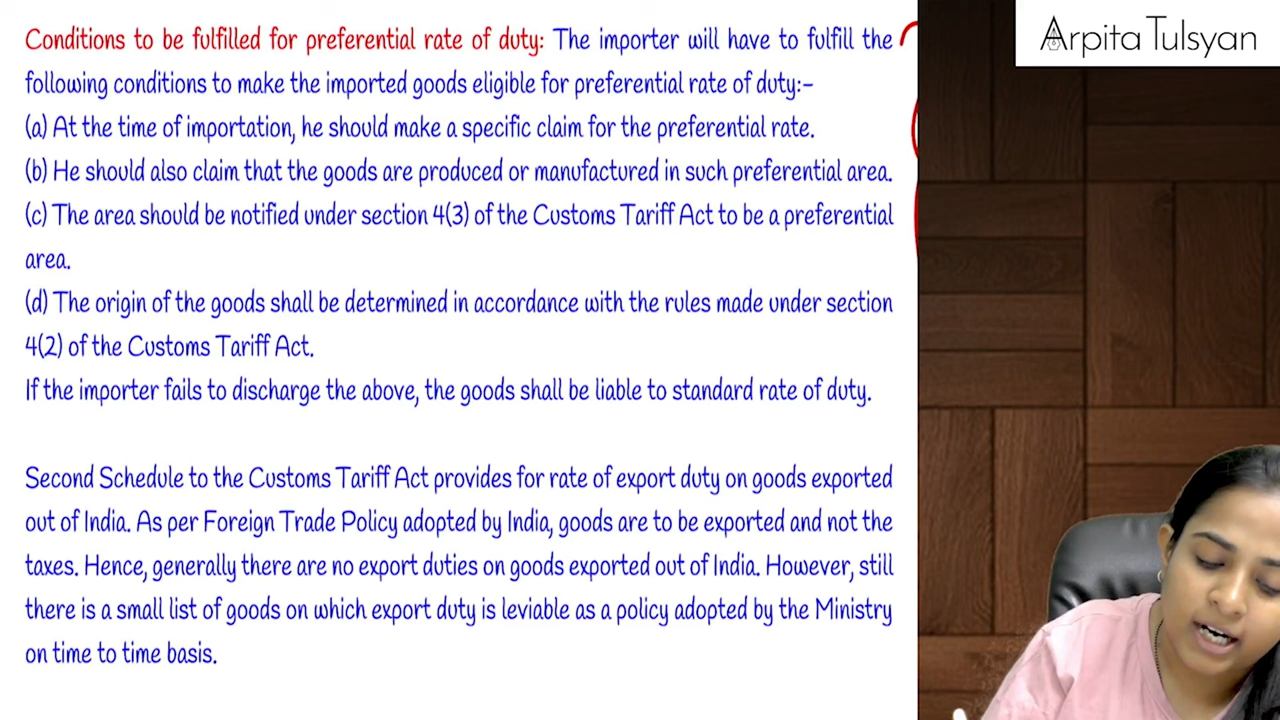 Conditions to be fulfilled for preferential rate of duty: The importer will have to fulfill the
following conditions to make the imported goods eligible for preferential rate of duty:-
(a) At the time of importation, he should make a specific claim for the preferential rate.
(b) He should also claim that the goods are produced or manufactured in such preferential area.
(c) The area should be notified under section 4(3) of the Customs Tariff Act to be a preferential
area.
(d) The origin of the goods shall be determined in accordance with the rules made under section
4(2) of the Customs Tariff Act.
If the importer fails to discharge the above, the goods shall be liable to standard rate of duty.
Second Schedule to the Customs Tariff Act provides for rate of export duty on goods exported
out of India. As per Foreign Trade Policy adopted by India, goods are to be exported and not the
taxes. Hence, generally there are no export duties on goods exported out of India. However, still
there is a small list of goods on which export duty is leviable as a policy adopted by the Ministry
on time to time basis.
Arpita Tulsyan